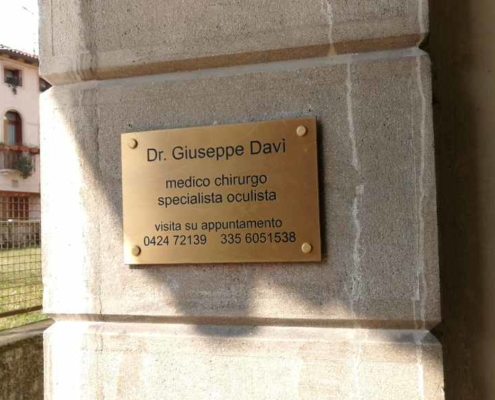 Dr. Giuseppe Davì
medico chirurgo
specialista oculista
visita su appuntamento
0424 72139 335 6051538